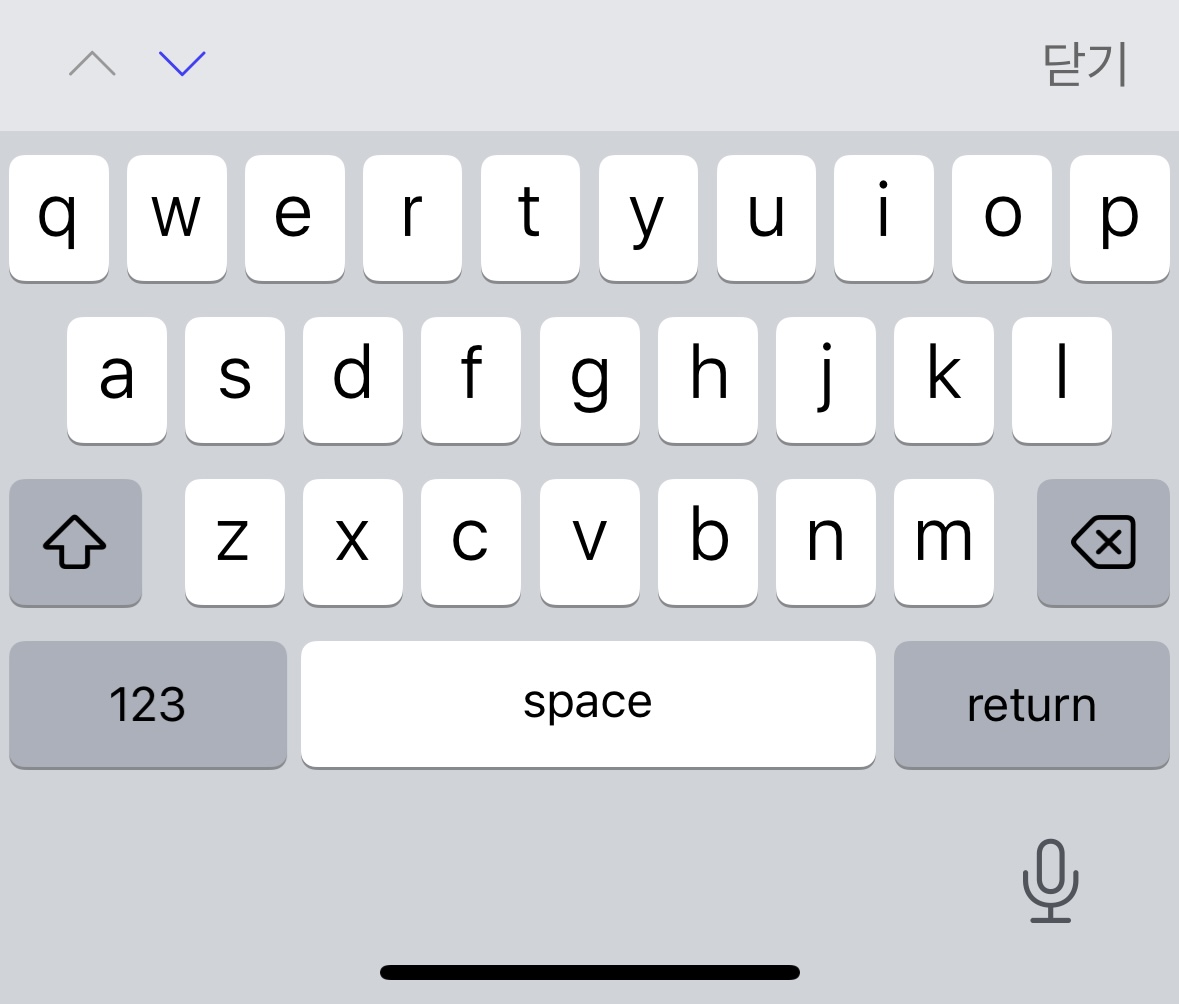 닫기
q w e r t y u i o p
a s d f g h j k l
z x c v b n m
123 space return